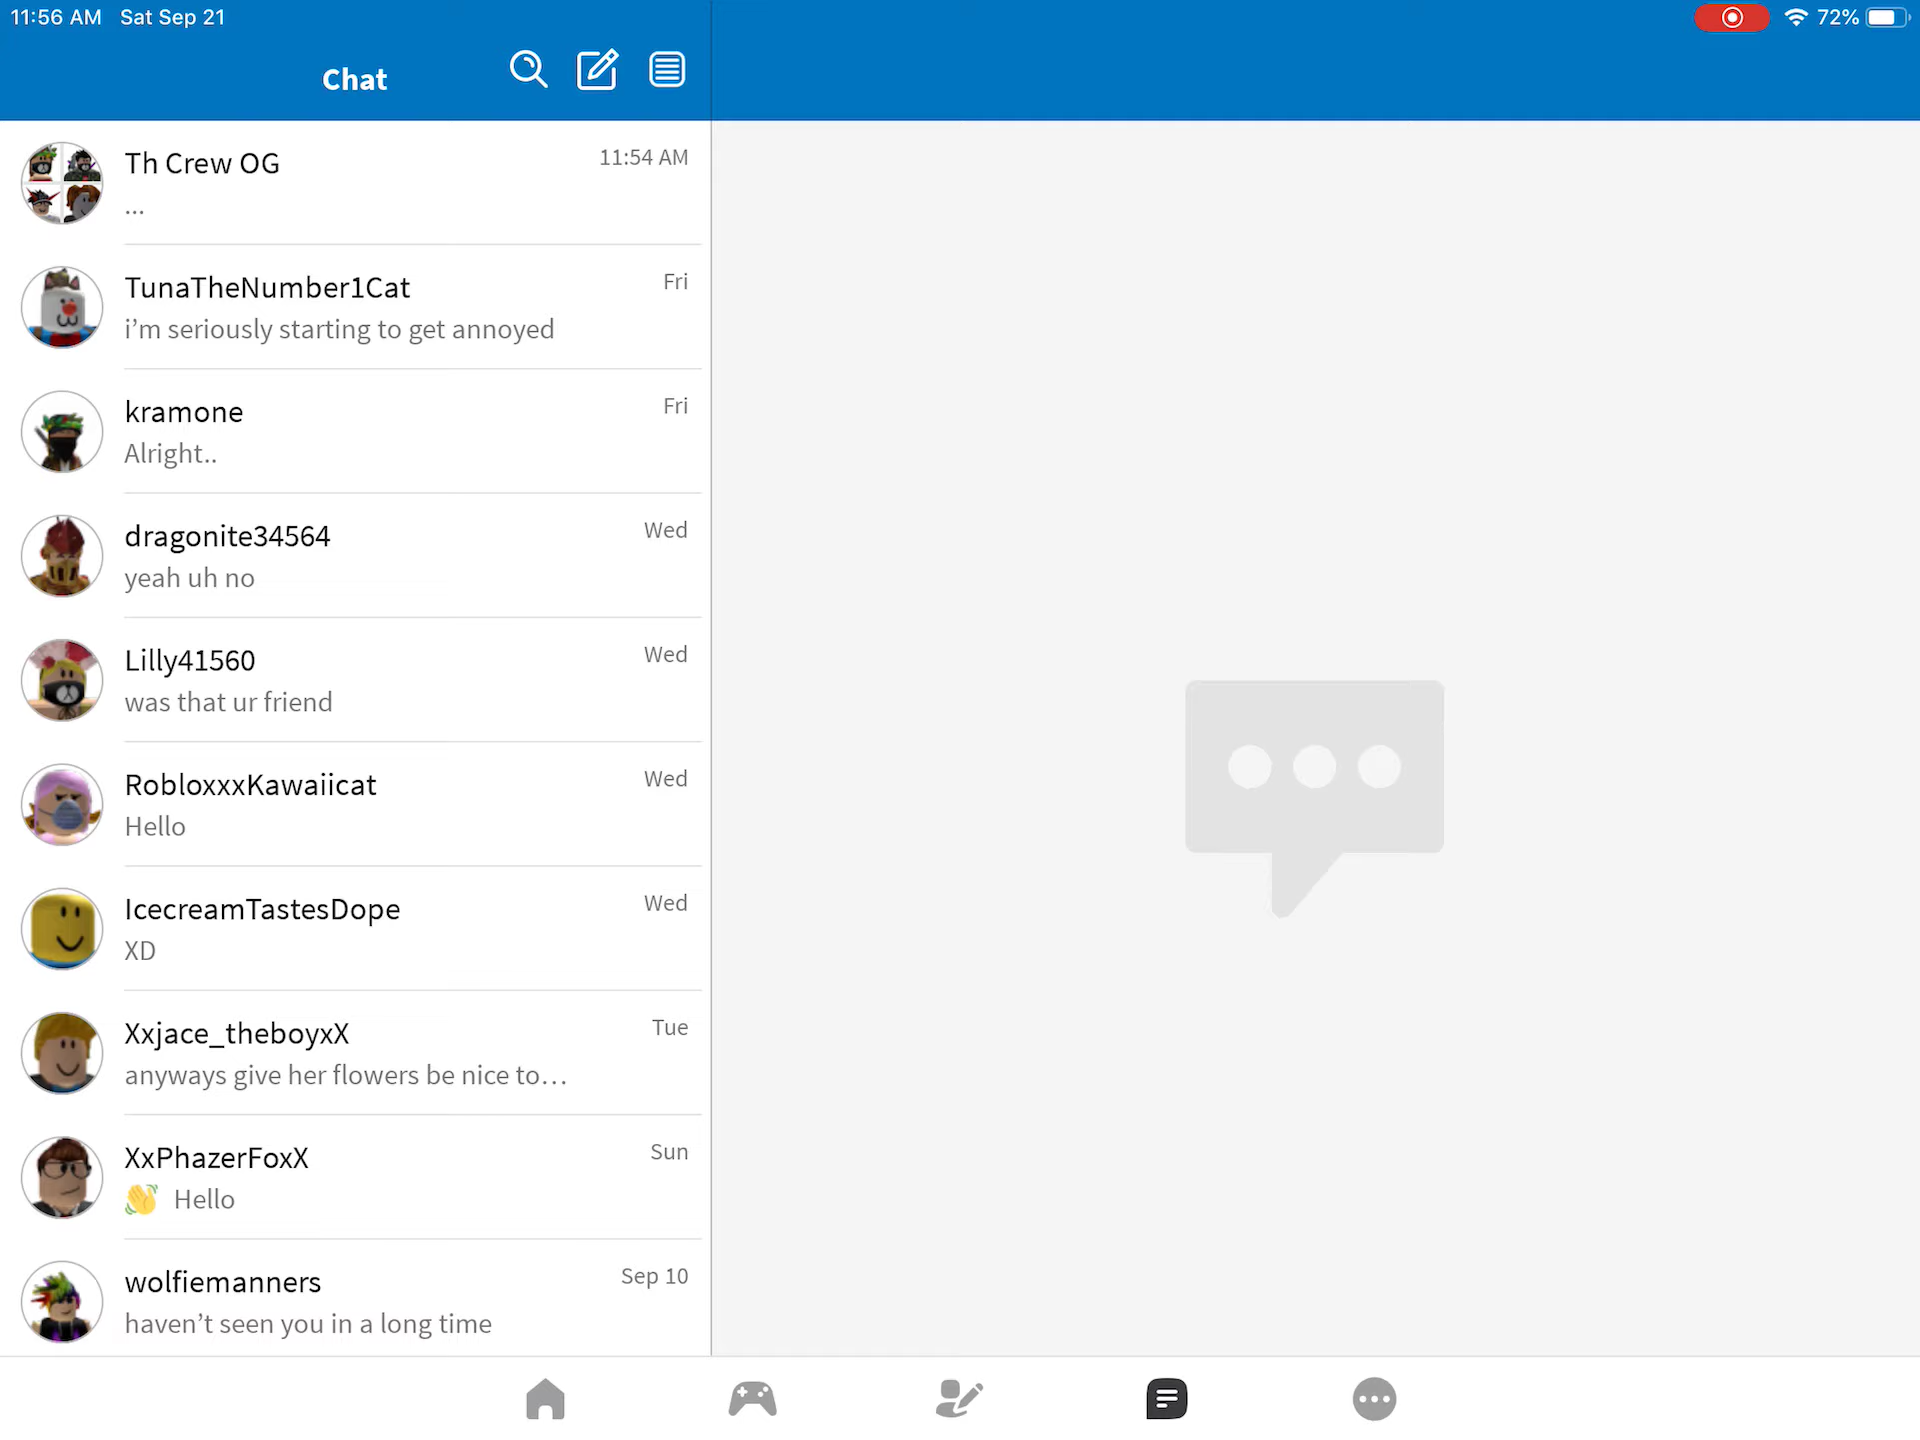 11:56 AM Sat Sep 21
72%
Chat
Th Crew OG
11:54 AM
...
TunaTheNumber1Cat
Fri
i’m seriously starting to get annoyed
kramone
Fri
Alright..
dragonite34564
Wed
yeah uh no
Lilly41560
Wed
was that ur friend
RobloxxxKawaiicat
Wed
Hello
IcecreamTastesDope
Wed
XD
Xxjace_theboyxX
Tue
anyways give her flowers be nice to...
XxPhazerFoxX
Sun
👋 Hello
wolfiemanners
Sep 10
haven’t seen you in a long time